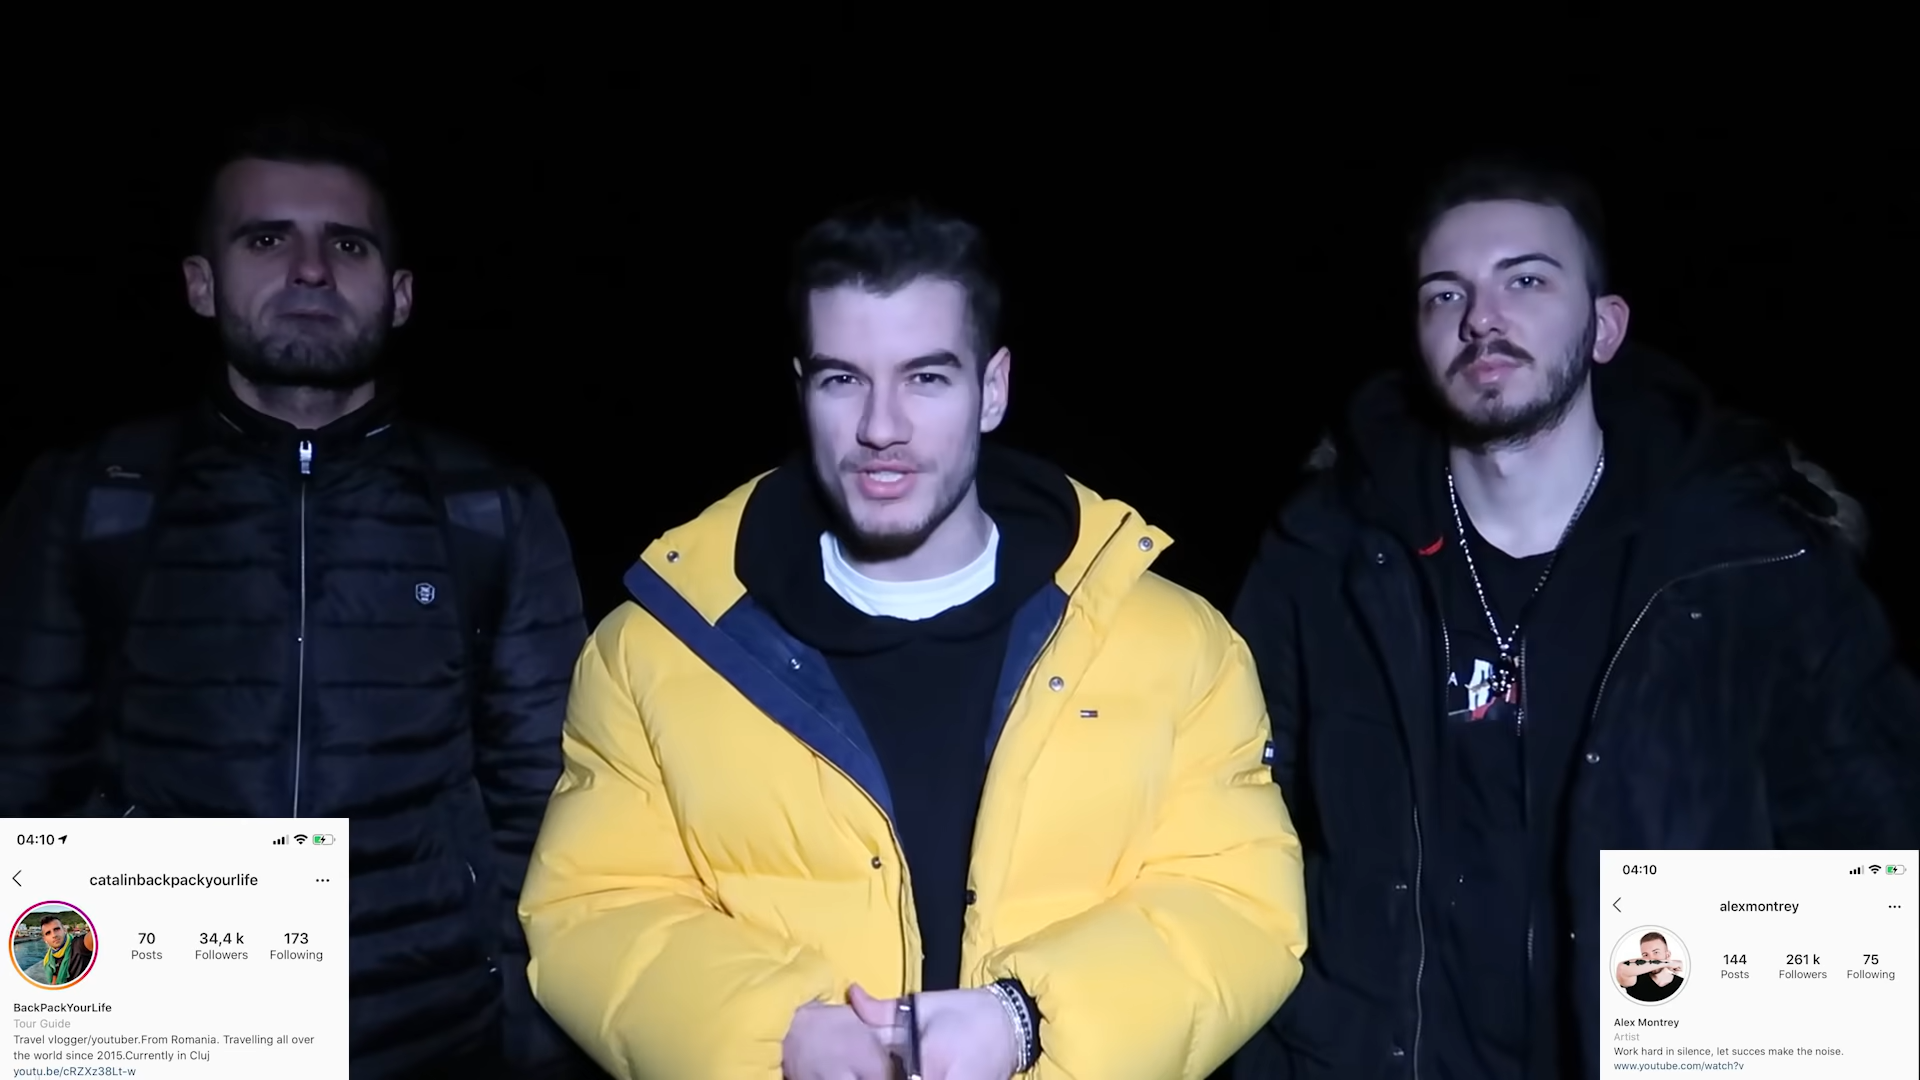 04:10
catalinbackpackyourlife
70 34,4 k 173
Posts Followers Following
BackPackYourLife
Tour Guide
Travel vlogger/youtuber.From Romania. Travelling all over
the world since 2015.Currently in Cluj
youtu.be/cRZXz38Lt-w
04:10
alexmontrey
144 261 k 75
Posts Followers Following
Alex Montrey
Artist
Work hard in silence, let succes make the noise.
www.youtube.com/watch?v